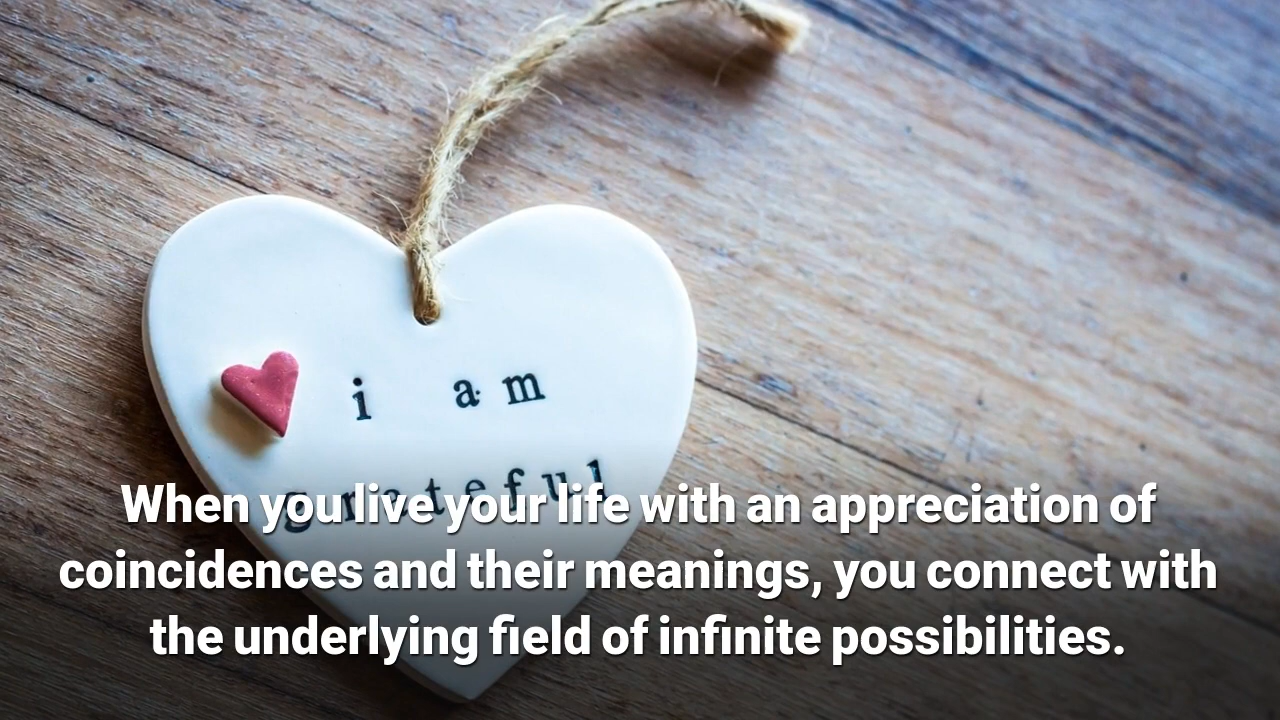 i am
grateful
When you live your life with an appreciation of
coincidences and their meanings, you connect with
the underlying field of infinite possibilities.